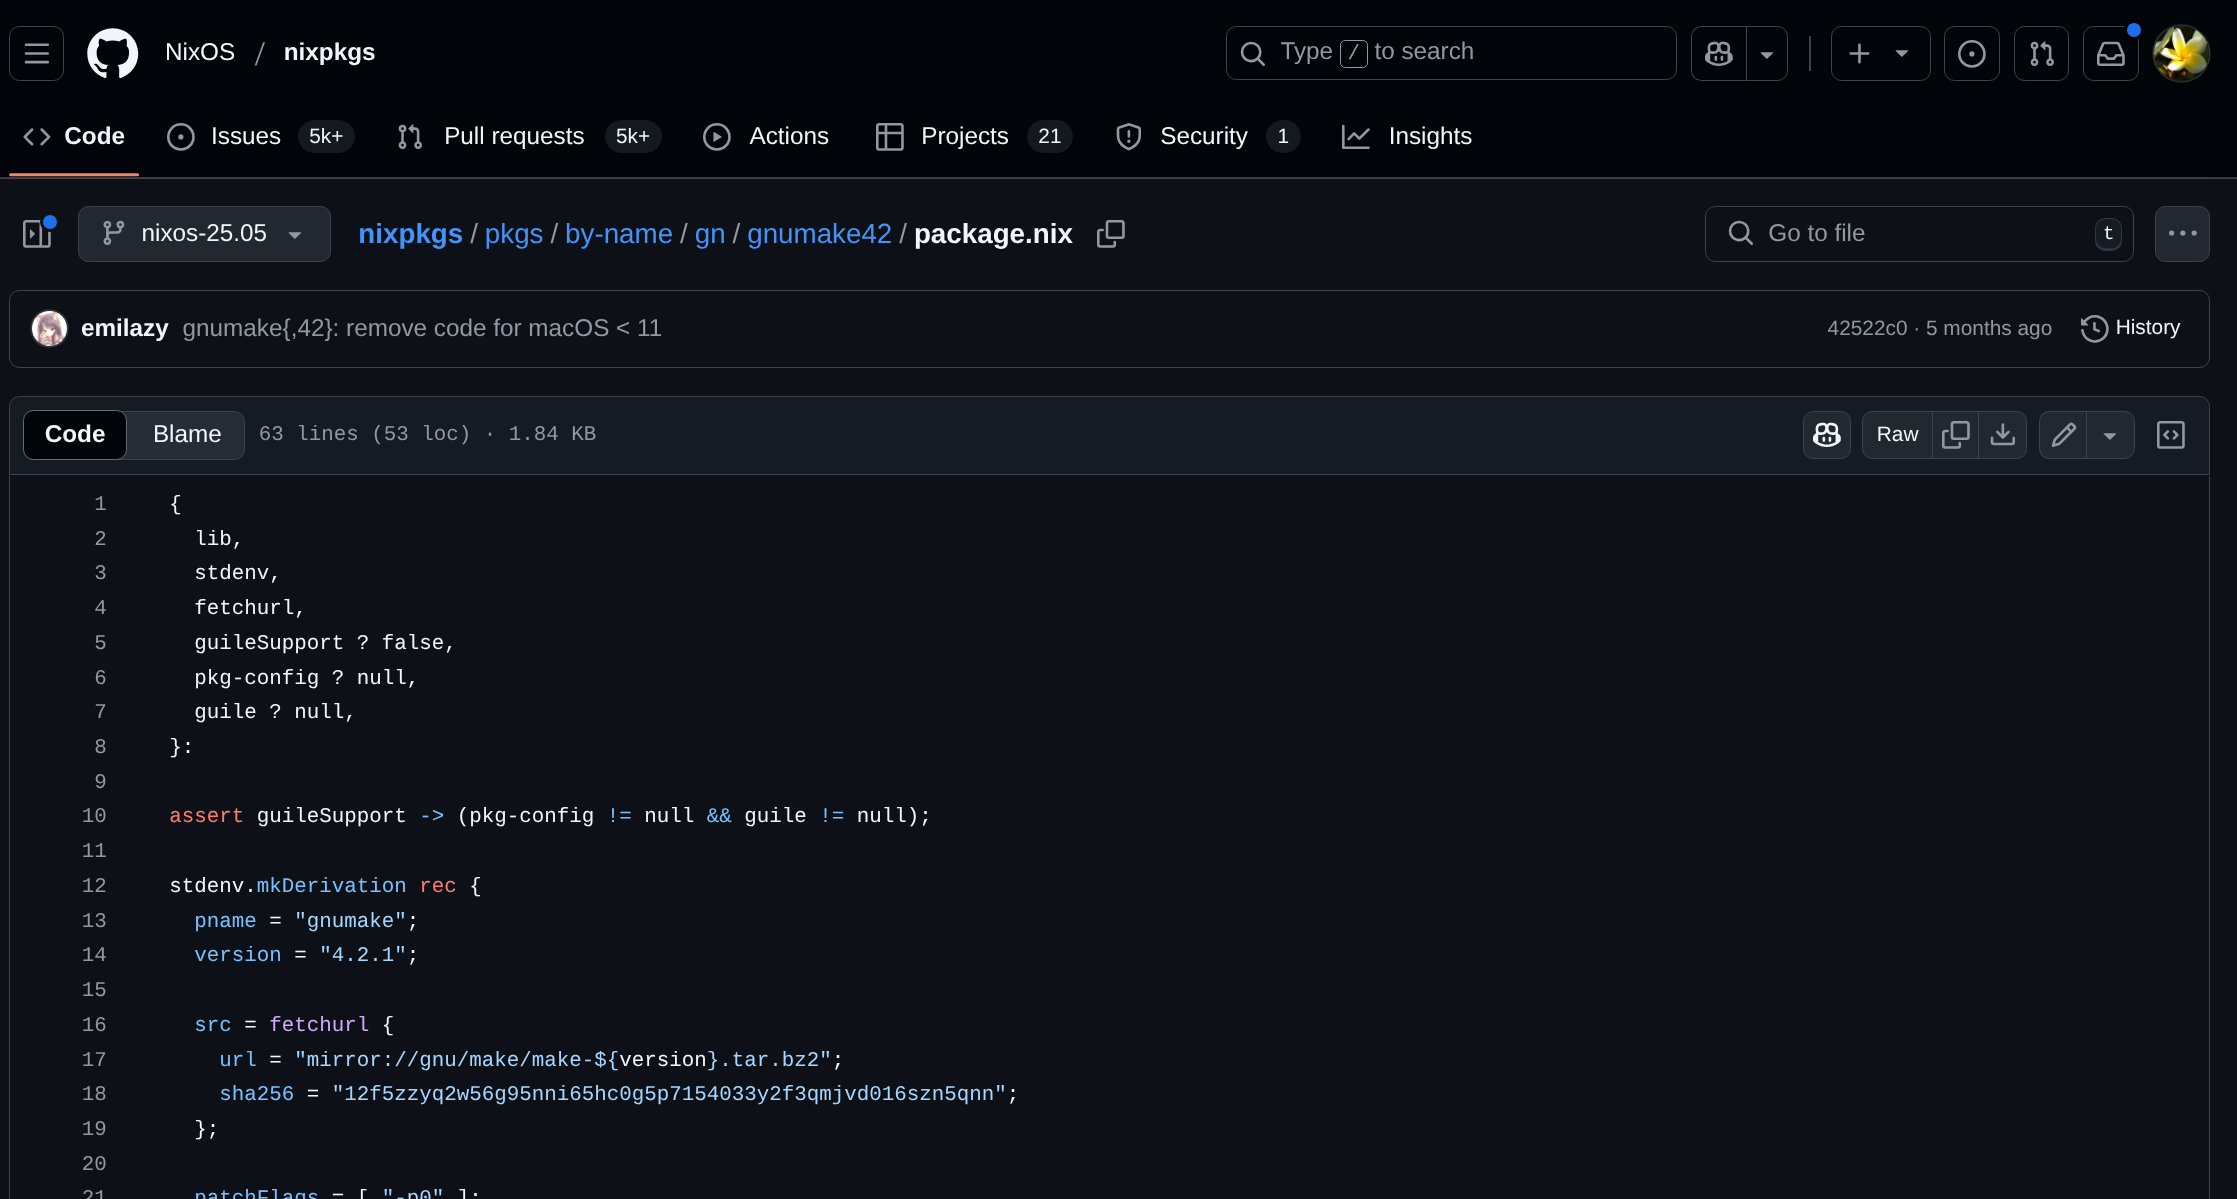 NixOS / nixpkgs
Type / to search
Code Issues 5k+ Pull requests 5k+ Actions Projects 21 Security 1 Insights
nixos-25.05 nixpkgs / pkgs / by-name / gn / gnumake42 / package.nix Go to file t
emilazy gnumake{,42}: remove code for macOS < 11 42522c0 · 5 months ago History
Code Blame 63 lines (53 loc) · 1.84 KB Raw
1 {
2   lib,
3   stdenv,
4   fetchurl,
5   guileSupport ? false,
6   pkg-config ? null,
7   guile ? null,
8 }:
9
10 assert guileSupport -> (pkg-config != null && guile != null);
11
12 stdenv.mkDerivation rec {
13   pname = "gnumake";
14   version = "4.2.1";
15
16   src = fetchurl {
17     url = "mirror://gnu/make/make-${version}.tar.bz2";
18     sha256 = "12f5zzyq2w56g95nni65hc0g5p7154033y2f3qmjvd016szn5qnn";
19   };
20
21   patchFlags = [ "-p0" ];